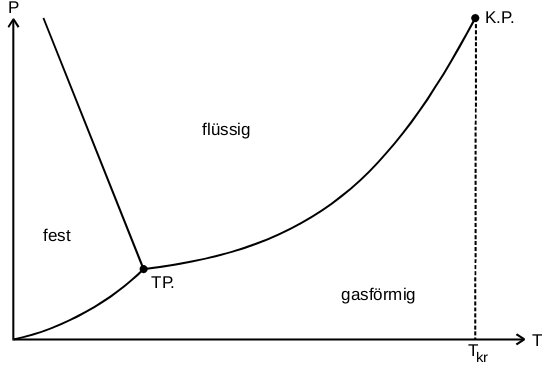 P
K.P.
flüssig
fest
TP.
gasförmig
T
Tkr